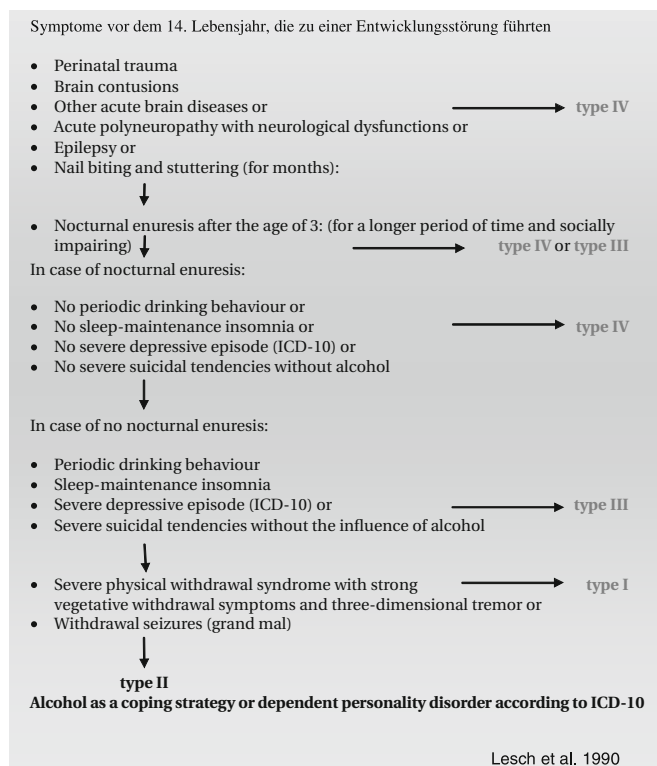 Symptome vor dem 14. Lebensjahr, die zu einer Entwicklungsstörung führten
• Perinatal trauma
• Brain contusions
• Other acute brain diseases or type IV
• Acute polyneuropathy with neurological dysfunctions or
• Epilepsy or
• Nail biting and stuttering (for months):
• Nocturnal enuresis after the age of 3: (for a longer period of time and socially
impairing) type IV or type III
In case of nocturnal enuresis:
• No periodic drinking behaviour or
• No sleep-maintenance insomnia or type IV
• No severe depressive episode (ICD-10) or
• No severe suicidal tendencies without alcohol
In case of no nocturnal enuresis:
• Periodic drinking behaviour
• Sleep-maintenance insomnia
• Severe depressive episode (ICD-10) or type III
• Severe suicidal tendencies without the influence of alcohol
• Severe physical withdrawal syndrome with strong type I
vegetative withdrawal symptoms and three-dimensional tremor or
• Withdrawal seizures (grand mal)
type II
Alcohol as a coping strategy or dependent personality disorder according to ICD-10
Lesch et al. 1990